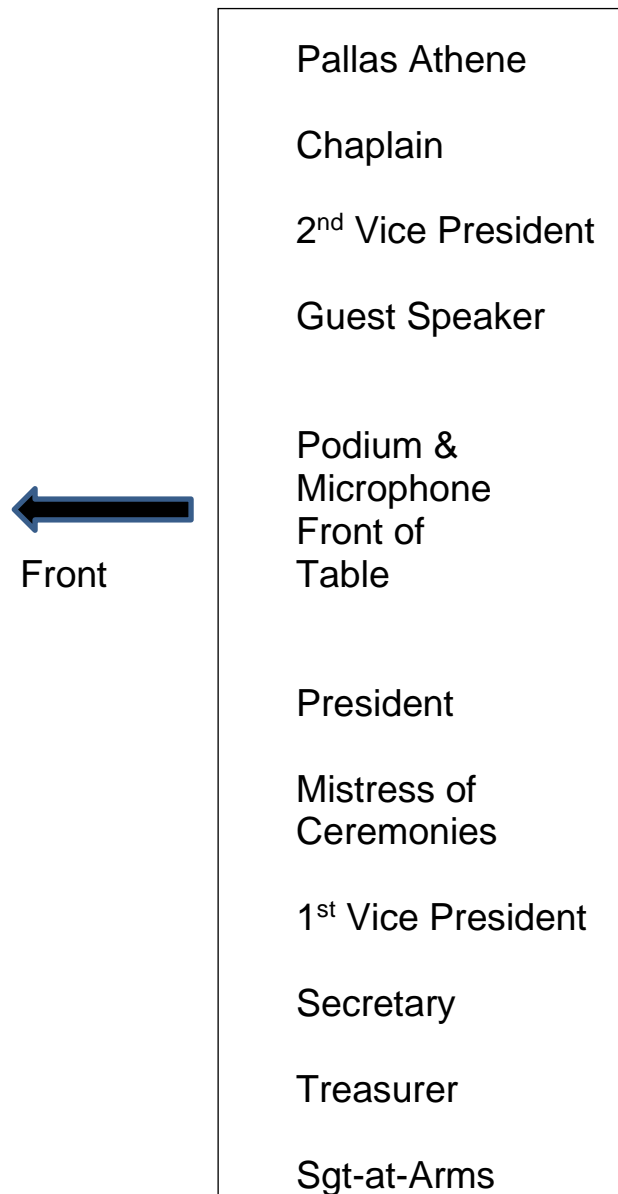 Pallas Athene
Chaplain
2nd Vice President
Guest Speaker
Podium &
Microphone
Front of
Table
Front
President
Mistress of
Ceremonies
1st Vice President
Secretary
Treasurer
Sgt-at-Arms